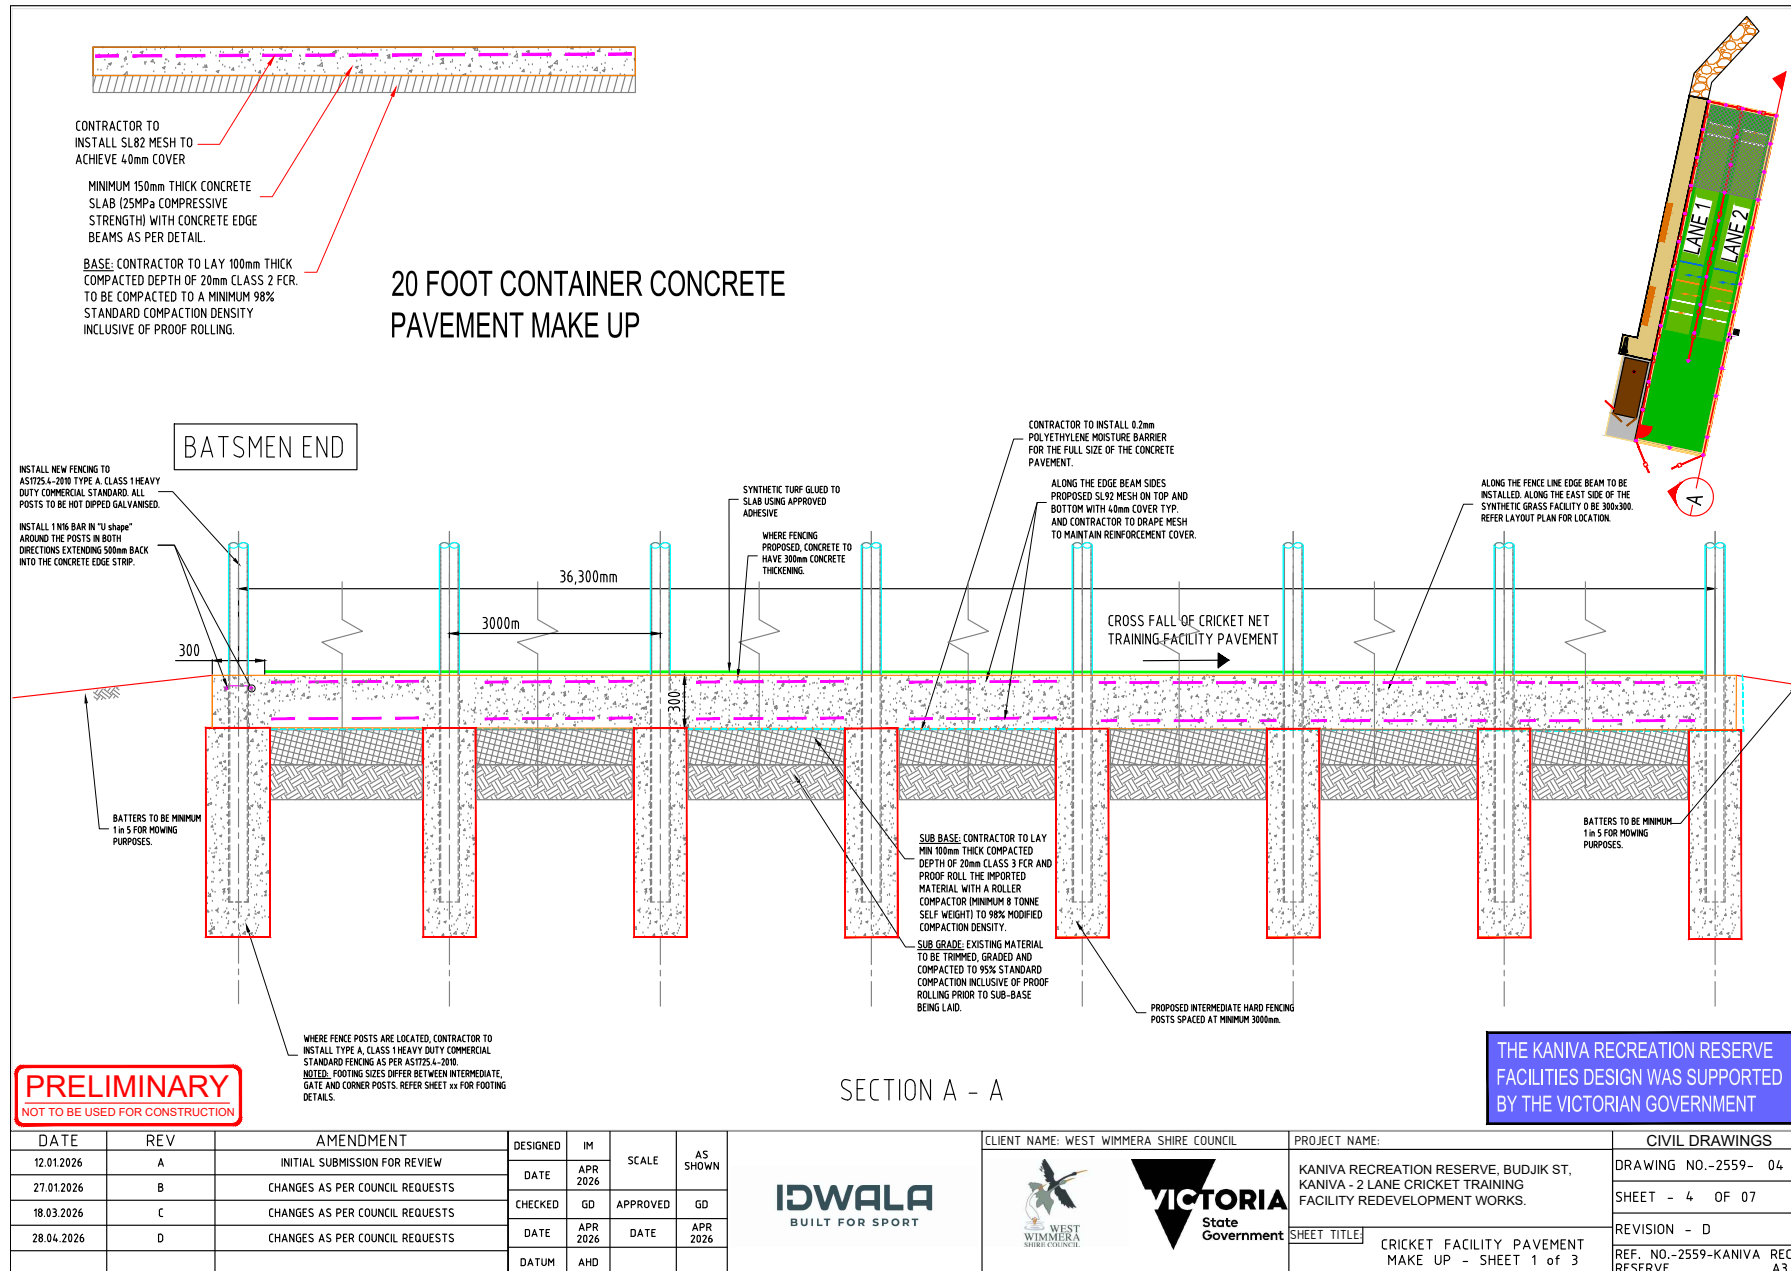 CONTRACTOR TO
INSTALL SL82 MESH TO
ACHIEVE 40mm COVER
MINIMUM 150mm THICK CONCRETE
SLAB (25MPa COMPRESSIVE
STRENGTH) WITH CONCRETE EDGE
BEAMS AS PER DETAIL.
BASE: CONTRACTOR TO LAY 100mm THICK
COMPACTED DEPTH OF 20mm CLASS 2 FCR.
TO BE COMPACTED TO A MINIMUM 98%
STANDARD COMPACTION DENSITY
INCLUSIVE OF PROOF ROLLING.
20 FOOT CONTAINER CONCRETE
PAVEMENT MAKE UP
LANE 1
LANE 2
A
BATSMEN END
INSTALL NEW FENCING TO
AS1725.4-2010 TYPE A. CLASS 1 HEAVY
DUTY COMMERCIAL STANDARD. ALL
POSTS TO BE HOT DIPPED GALVANISED.
INSTALL 1 N16 BAR IN "U shape"
AROUND THE POSTS IN BOTH
DIRECTIONS EXTENDING 500mm BACK
INTO THE CONCRETE EDGE STRIP.
SYNTHETIC TURF GLUED TO
SLAB USING APPROVED
ADHESIVE
WHERE FENCING
PROPOSED, CONCRETE TO
HAVE 300mm CONCRETE
THICKENING.
CONTRACTOR TO INSTALL 0.2mm
POLYETHYLENE MOISTURE BARRIER
FOR THE FULL SIZE OF THE CONCRETE
PAVEMENT.
ALONG THE EDGE BEAM SIDES
PROPOSED SL92 MESH ON TOP AND
BOTTOM WITH 40mm COVER TYP.
AND CONTRACTOR TO DRAPE MESH
TO MAINTAIN REINFORCEMENT COVER.
ALONG THE FENCE LINE EDGE BEAM TO BE
INSTALLED. ALONG THE EAST SIDE OF THE
SYNTHETIC GRASS FACILITY O BE 300x300.
REFER LAYOUT PLAN FOR LOCATION.
36,300mm
3000m
300
300
CROSS FALL OF CRICKET NET
TRAINING FACILITY PAVEMENT
BATTERS TO BE MINIMUM
1 in 5 FOR MOWING
PURPOSES.
SUB BASE: CONTRACTOR TO LAY
MIN 100mm THICK COMPACTED
DEPTH OF 20mm CLASS 3 FCR AND
PROOF ROLL THE IMPORTED
MATERIAL WITH A ROLLER
COMPACTOR (MINIMUM 8 TONNE
SELF WEIGHT) TO 98% MODIFIED
COMPACTION DENSITY.
SUB GRADE: EXISTING MATERIAL
TO BE TRIMMED, GRADED AND
COMPACTED TO 95% STANDARD
COMPACTION INCLUSIVE OF PROOF
ROLLING PRIOR TO SUB-BASE
BEING LAID.
BATTERS TO BE MINIMUM
1 in 5 FOR MOWING
PURPOSES.
PROPOSED INTERMEDIATE HARD FENCING
POSTS SPACED AT MINIMUM 3000mm.
WHERE FENCE POSTS ARE LOCATED, CONTRACTOR TO
INSTALL TYPE A, CLASS 1 HEAVY DUTY COMMERCIAL
STANDARD FENCING AS PER AS1725.4-2010.
NOTED: FOOTING SIZES DIFFER BETWEEN INTERMEDIATE,
GATE AND CORNER POSTS. REFER SHEET xx FOR FOOTING
DETAILS.
SECTION A - A
PRELIMINARY
NOT TO BE USED FOR CONSTRUCTION
THE KANIVA RECREATION RESERVE
FACILITIES DESIGN WAS SUPPORTED
BY THE VICTORIAN GOVERNMENT
DATE REV AMENDMENT
12.01.2026 A INITIAL SUBMISSION FOR REVIEW
27.01.2026 B CHANGES AS PER COUNCIL REQUESTS
18.03.2026 C CHANGES AS PER COUNCIL REQUESTS
28.04.2026 D CHANGES AS PER COUNCIL REQUESTS
DESIGNED IM SCALE AS SHOWN
DATE APR 2026
CHECKED GD APPROVED GD
DATE APR 2026 DATE APR 2026
DATUM AHD
IDWALA
BUILT FOR SPORT
CLIENT NAME: WEST WIMMERA SHIRE COUNCIL
WEST
WIMMERA
SHIRE COUNCIL
VICTORIA
State
Government
PROJECT NAME:
KANIVA RECREATION RESERVE, BUDJIK ST,
KANIVA - 2 LANE CRICKET TRAINING
FACILITY REDEVELOPMENT WORKS.
SHEET TITLE:
CRICKET FACILITY PAVEMENT
MAKE UP - SHEET 1 of 3
CIVIL DRAWINGS
DRAWING NO.-2559- 04
SHEET - 4 OF 07
REVISION - D
REF. NO.-2559-KANIVA REC
RESERVE A3